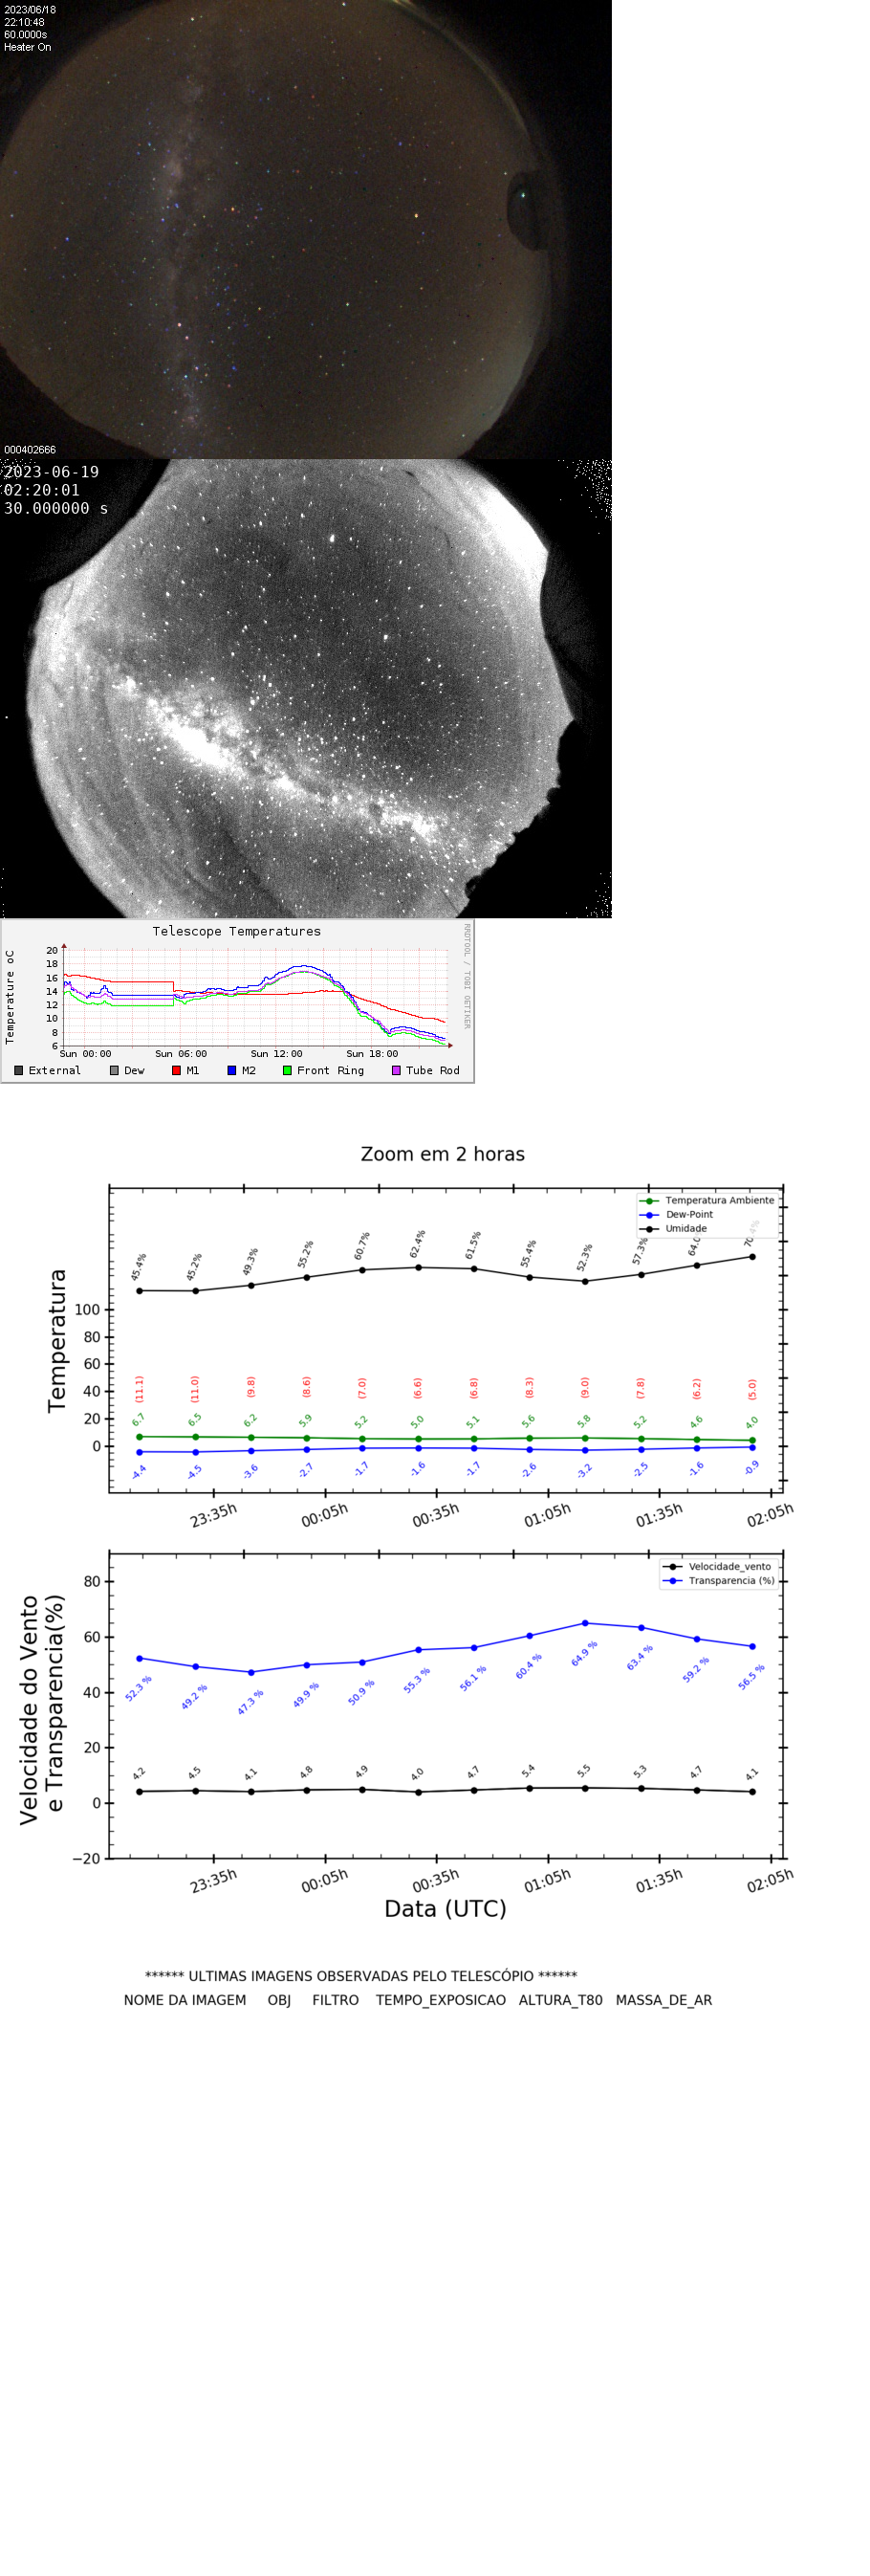 2023/06/18
22:10:48
60.0000s
Heater On
000402666
2023-06-19
02:20:01
30.000000 s
Telescope Temperatures
RRDTOOL / TOBI OETIKER
Temperature oC
20
18
16
14
12
10
8
6
Sun 00:00 Sun 06:00 Sun 12:00 Sun 18:00
External Dew M1 M2 Front Ring Tube Rod
Zoom em 2 horas
Temperatura Ambiente
Dew-Point
Umidade
45.4% 45.2% 49.3% 55.2% 60.7% 62.4% 61.5% 55.4% 52.3% 57.3% 64.0
Temperatura
100
80
60
40
20
0
(11.1) (11.0) (9.8) (8.6) (7.0) (6.6) (6.8) (8.3) (9.0) (7.8) (6.2) (5.0)
6.7 6.5 6.2 5.9 5.2 5.0 5.1 5.6 5.8 5.2 4.6 4.0
-4.4 -4.5 -3.6 -2.7 -1.7 -1.6 -1.7 -2.6 -3.2 -2.5 -1.6 -0.9
23:35h 00:05h 00:35h 01:05h 01:35h 02:05h
Velocidade_vento
Transparencia (%)
Velocidade do Vento
e Transparencia(%)
80
60
40
20
0
−20
52.3 % 49.2 % 47.3 % 49.9 % 50.9 % 55.3 % 56.1 % 60.4 % 64.9 % 63.4 % 59.2 % 56.5 %
4.2 4.5 4.1 4.8 4.9 4.0 4.7 5.4 5.5 5.3 4.7 4.1
23:35h 00:05h 00:35h 01:05h 01:35h 02:05h
Data (UTC)
****** ULTIMAS IMAGENS OBSERVADAS PELO TELESCÓPIO ******
NOME DA IMAGEM OBJ FILTRO TEMPO_EXPOSICAO ALTURA_T80 MASSA_DE_AR